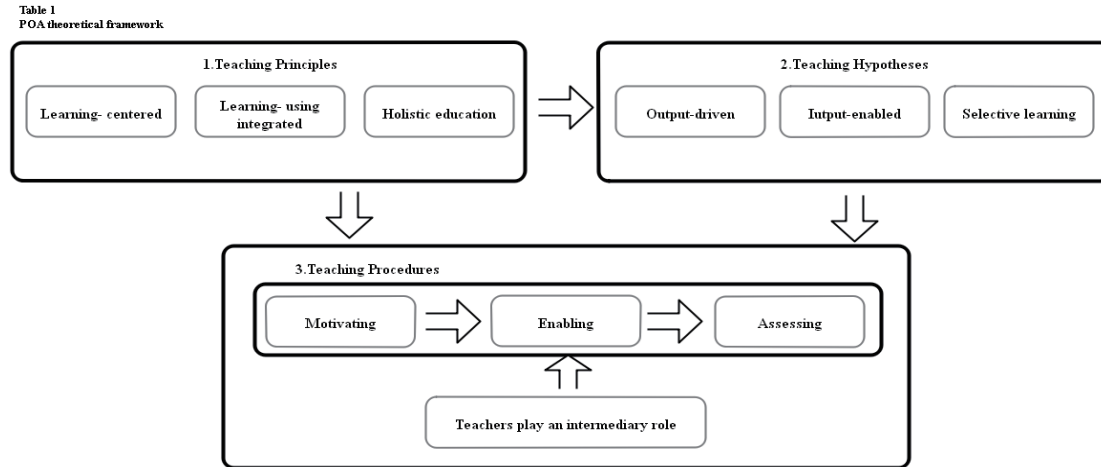 Table 1
POA theoretical framework
1.Teaching Principles
Learning- centered
Learning- using
integrated
Holistic education
2.Teaching Hypotheses
Output-driven
Iutput-enabled
Selective learning
3.Teaching Procedures
Motivating
Enabling
Assessing
Teachers play an intermediary role